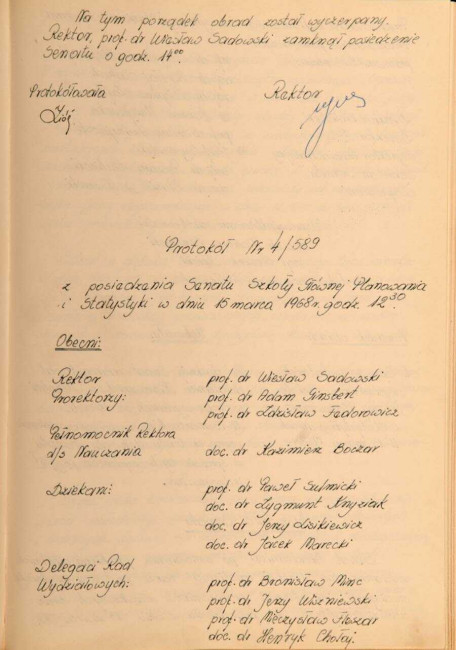 Na tym porządek obrad został wyczerpany.
Rektor, prof. dr Wiesław Sadowski zamknął posiedzenie
Senatu o godz. 14⁰⁰.
Protokółowała
Rektor
Protokół Nr 4/589
z posiedzenia Senatu Szkoły Głównej Planowania
i Statystyki w dniu 15 marca 1968 r. godz. 12³⁰.
Obecni:
Rektor prof. dr Wiesław Sadowski
Prorektorzy: prof. dr Adam Ginsbert
prof. dr Zdzisław Fedorowicz
Pełnomocnik Rektora
d/s Nauczania doc. dr Kazimierz Boczar
Dziekani: prof. dr Paweł Sulmicki
doc. dr Zygmunt Knyziak
doc. dr Jerzy Lisikiewicz
doc. dr Jacek Marecki
Delegaci Rad
Wydziałowych: prof. dr Bronisław Minc
prof. dr Jerzy Wiszniewski
prof. dr Mieczysław
doc. dr Henryk Chołaj.